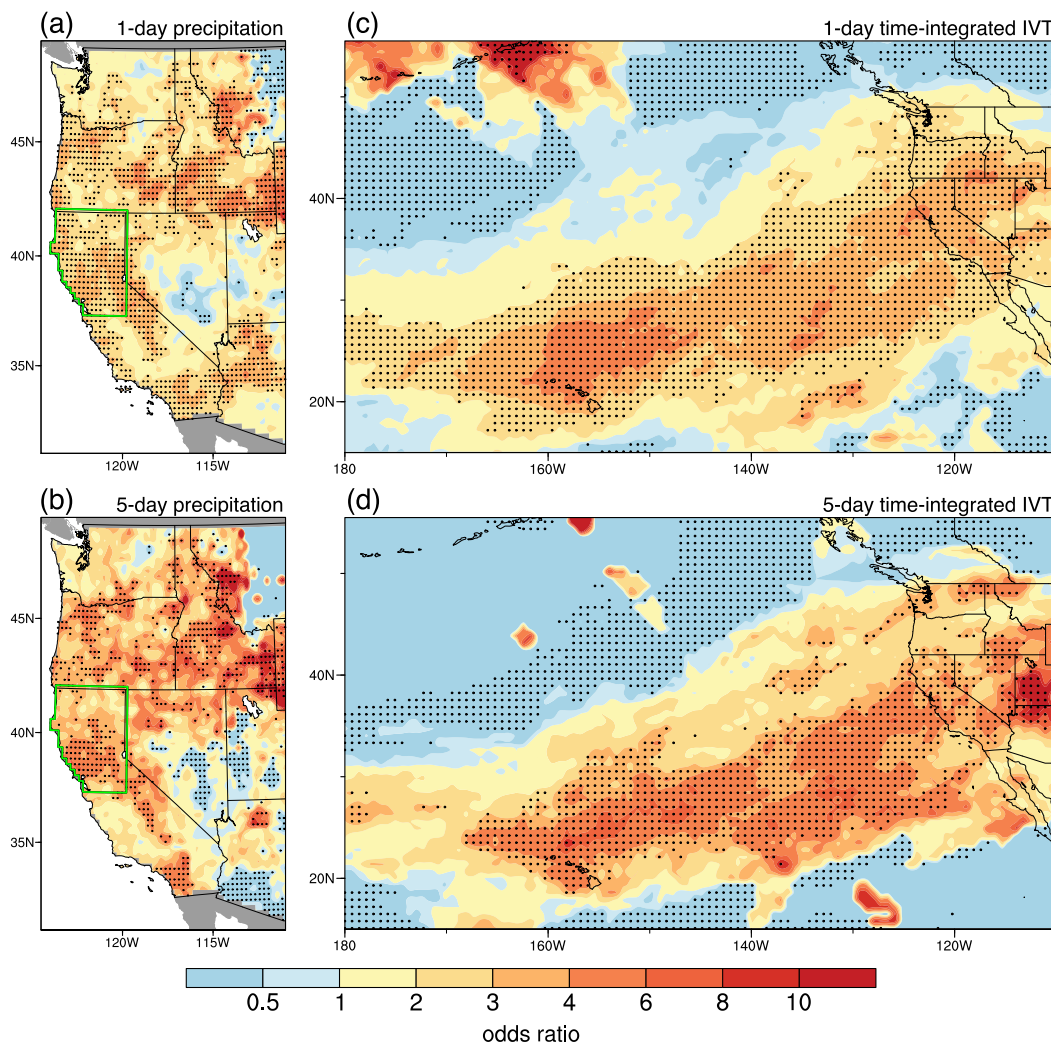 (a) 1-day precipitation
45N
40N
35N
120W 115W
(c) 1-day time-integrated IVT
40N
20N
180 160W 140W 120W
(b) 5-day precipitation
45N
40N
35N
120W 115W
(d) 5-day time-integrated IVT
40N
20N
180 160W 140W 120W
0.5 1 2 3 4 6 8 10
odds ratio